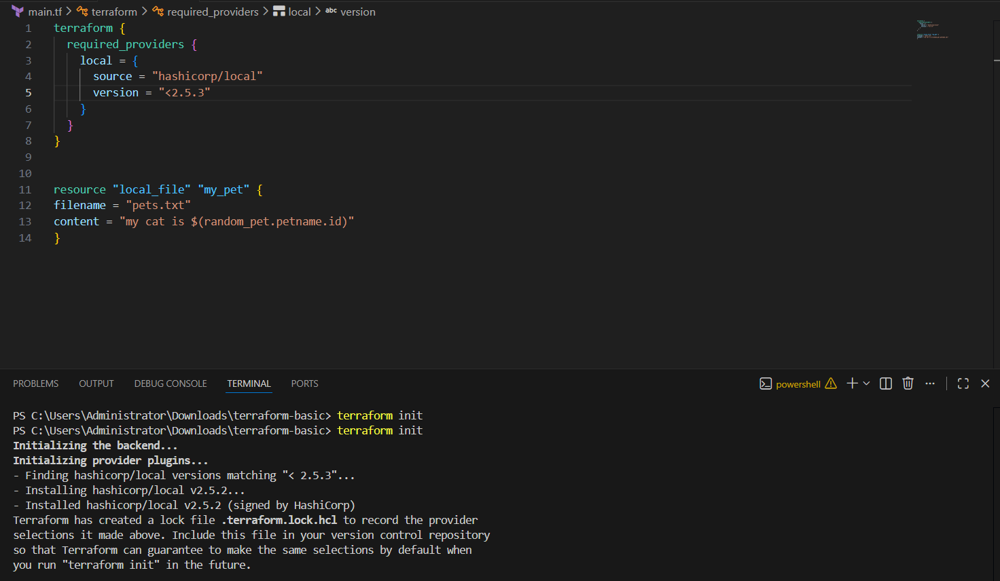 main.tf > terraform > required_providers > local > abc version
1 terraform {
2 required_providers {
3 local = {
4 source = "hashicorp/local"
5 version = "<2.5.3"
6 }
7 }
8 }
9
10
11 resource "local_file" "my_pet" {
12 filename = "pets.txt"
13 content = "my cat is $(random_pet.petname.id)"
14 }
PROBLEMS OUTPUT DEBUG CONSOLE TERMINAL PORTS powershell
PS C:\Users\Administrator\Downloads\terraform-basic> terraform init
PS C:\Users\Administrator\Downloads\terraform-basic> terraform init
Initializing the backend...
Initializing provider plugins...
- Finding hashicorp/local versions matching "< 2.5.3"...
- Installing hashicorp/local v2.5.2...
- Installed hashicorp/local v2.5.2 (signed by HashiCorp)
Terraform has created a lock file .terraform.lock.hcl to record the provider
selections it made above. Include this file in your version control repository
so that Terraform can guarantee to make the same selections by default when
you run "terraform init" in the future.